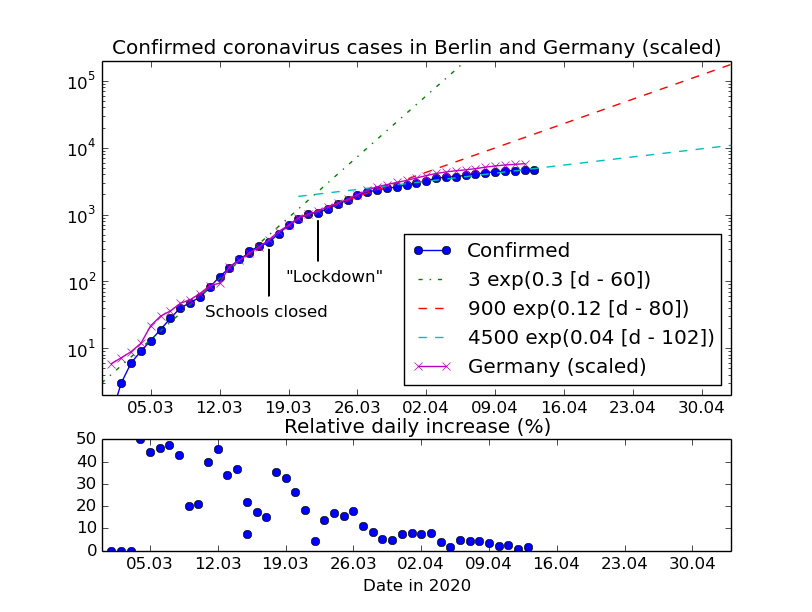 Confirmed coronavirus cases in Berlin and Germany (scaled)
10^5
10^4
10^3
10^2
10^1
"Lockdown"
Schools closed
Confirmed
3 exp(0.3 [d - 60])
900 exp(0.12 [d - 80])
4500 exp(0.04 [d - 102])
Germany (scaled)
05.03 12.03 19.03 26.03 02.04 09.04 16.04 23.04 30.04
Relative daily increase (%)
50
40
30
20
10
0
05.03 12.03 19.03 26.03 02.04 09.04 16.04 23.04 30.04
Date in 2020